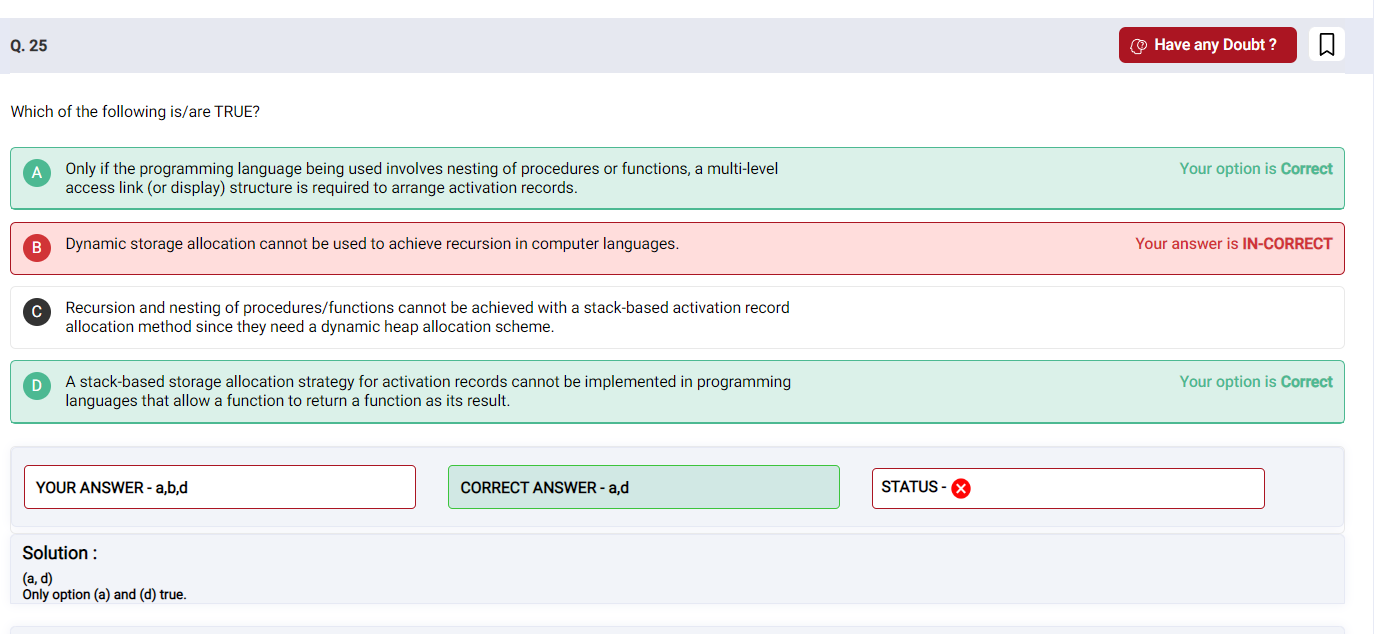 Q. 25
Have any Doubt ?
Which of the following is/are TRUE?
A
Only if the programming language being used involves nesting of procedures or functions, a multi-level
access link (or display) structure is required to arrange activation records.
Your option is Correct
B
Dynamic storage allocation cannot be used to achieve recursion in computer languages.
Your answer is IN-CORRECT
C
Recursion and nesting of procedures/functions cannot be achieved with a stack-based activation record
allocation method since they need a dynamic heap allocation scheme.
D
A stack-based storage allocation strategy for activation records cannot be implemented in programming
languages that allow a function to return a function as its result.
Your option is Correct
YOUR ANSWER - a,b,d
CORRECT ANSWER - a,d
STATUS -
Solution :
(a, d)
Only option (a) and (d) true.